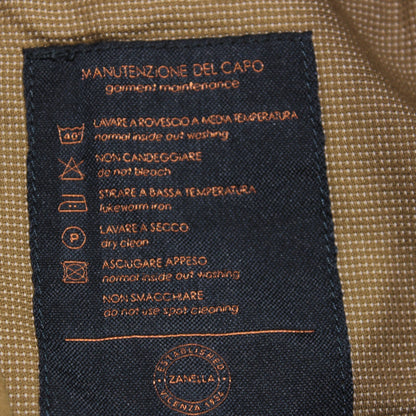 MANUTENZIONE DEL CAPO
garment maintenance
40°
LAVARE A ROVESCIO A MEDIA TEMPERATURA
normal inside out washing
NON CANDEGGIARE
do not bleach
STIRARE A BASSA TEMPERATURA
lukewarm iron
P
LAVARE A SECCO
dry clean
ASCIUGARE APPESO
normal inside out washing
NON SMACCHIARE
do not use spot cleaning
ESTABLISHED
ZANELLA
VICENZA 1954